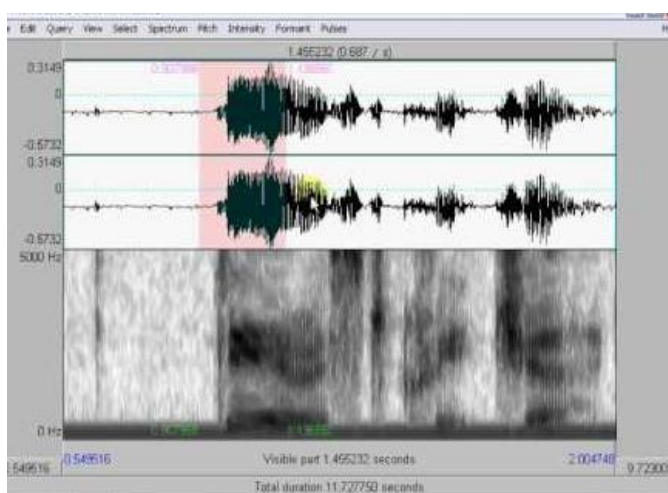 Edit Query View Select Spectrum Pitch Intensity Formant Pulses
1.455232 (0.687 / s)
0.3149
0
-0.5732
0.3149
0
-0.5732
5000 Hz
0 Hz
0.549516 Visible part 1.455232 seconds 2.004748
.549516
Total duration 11.727750 seconds